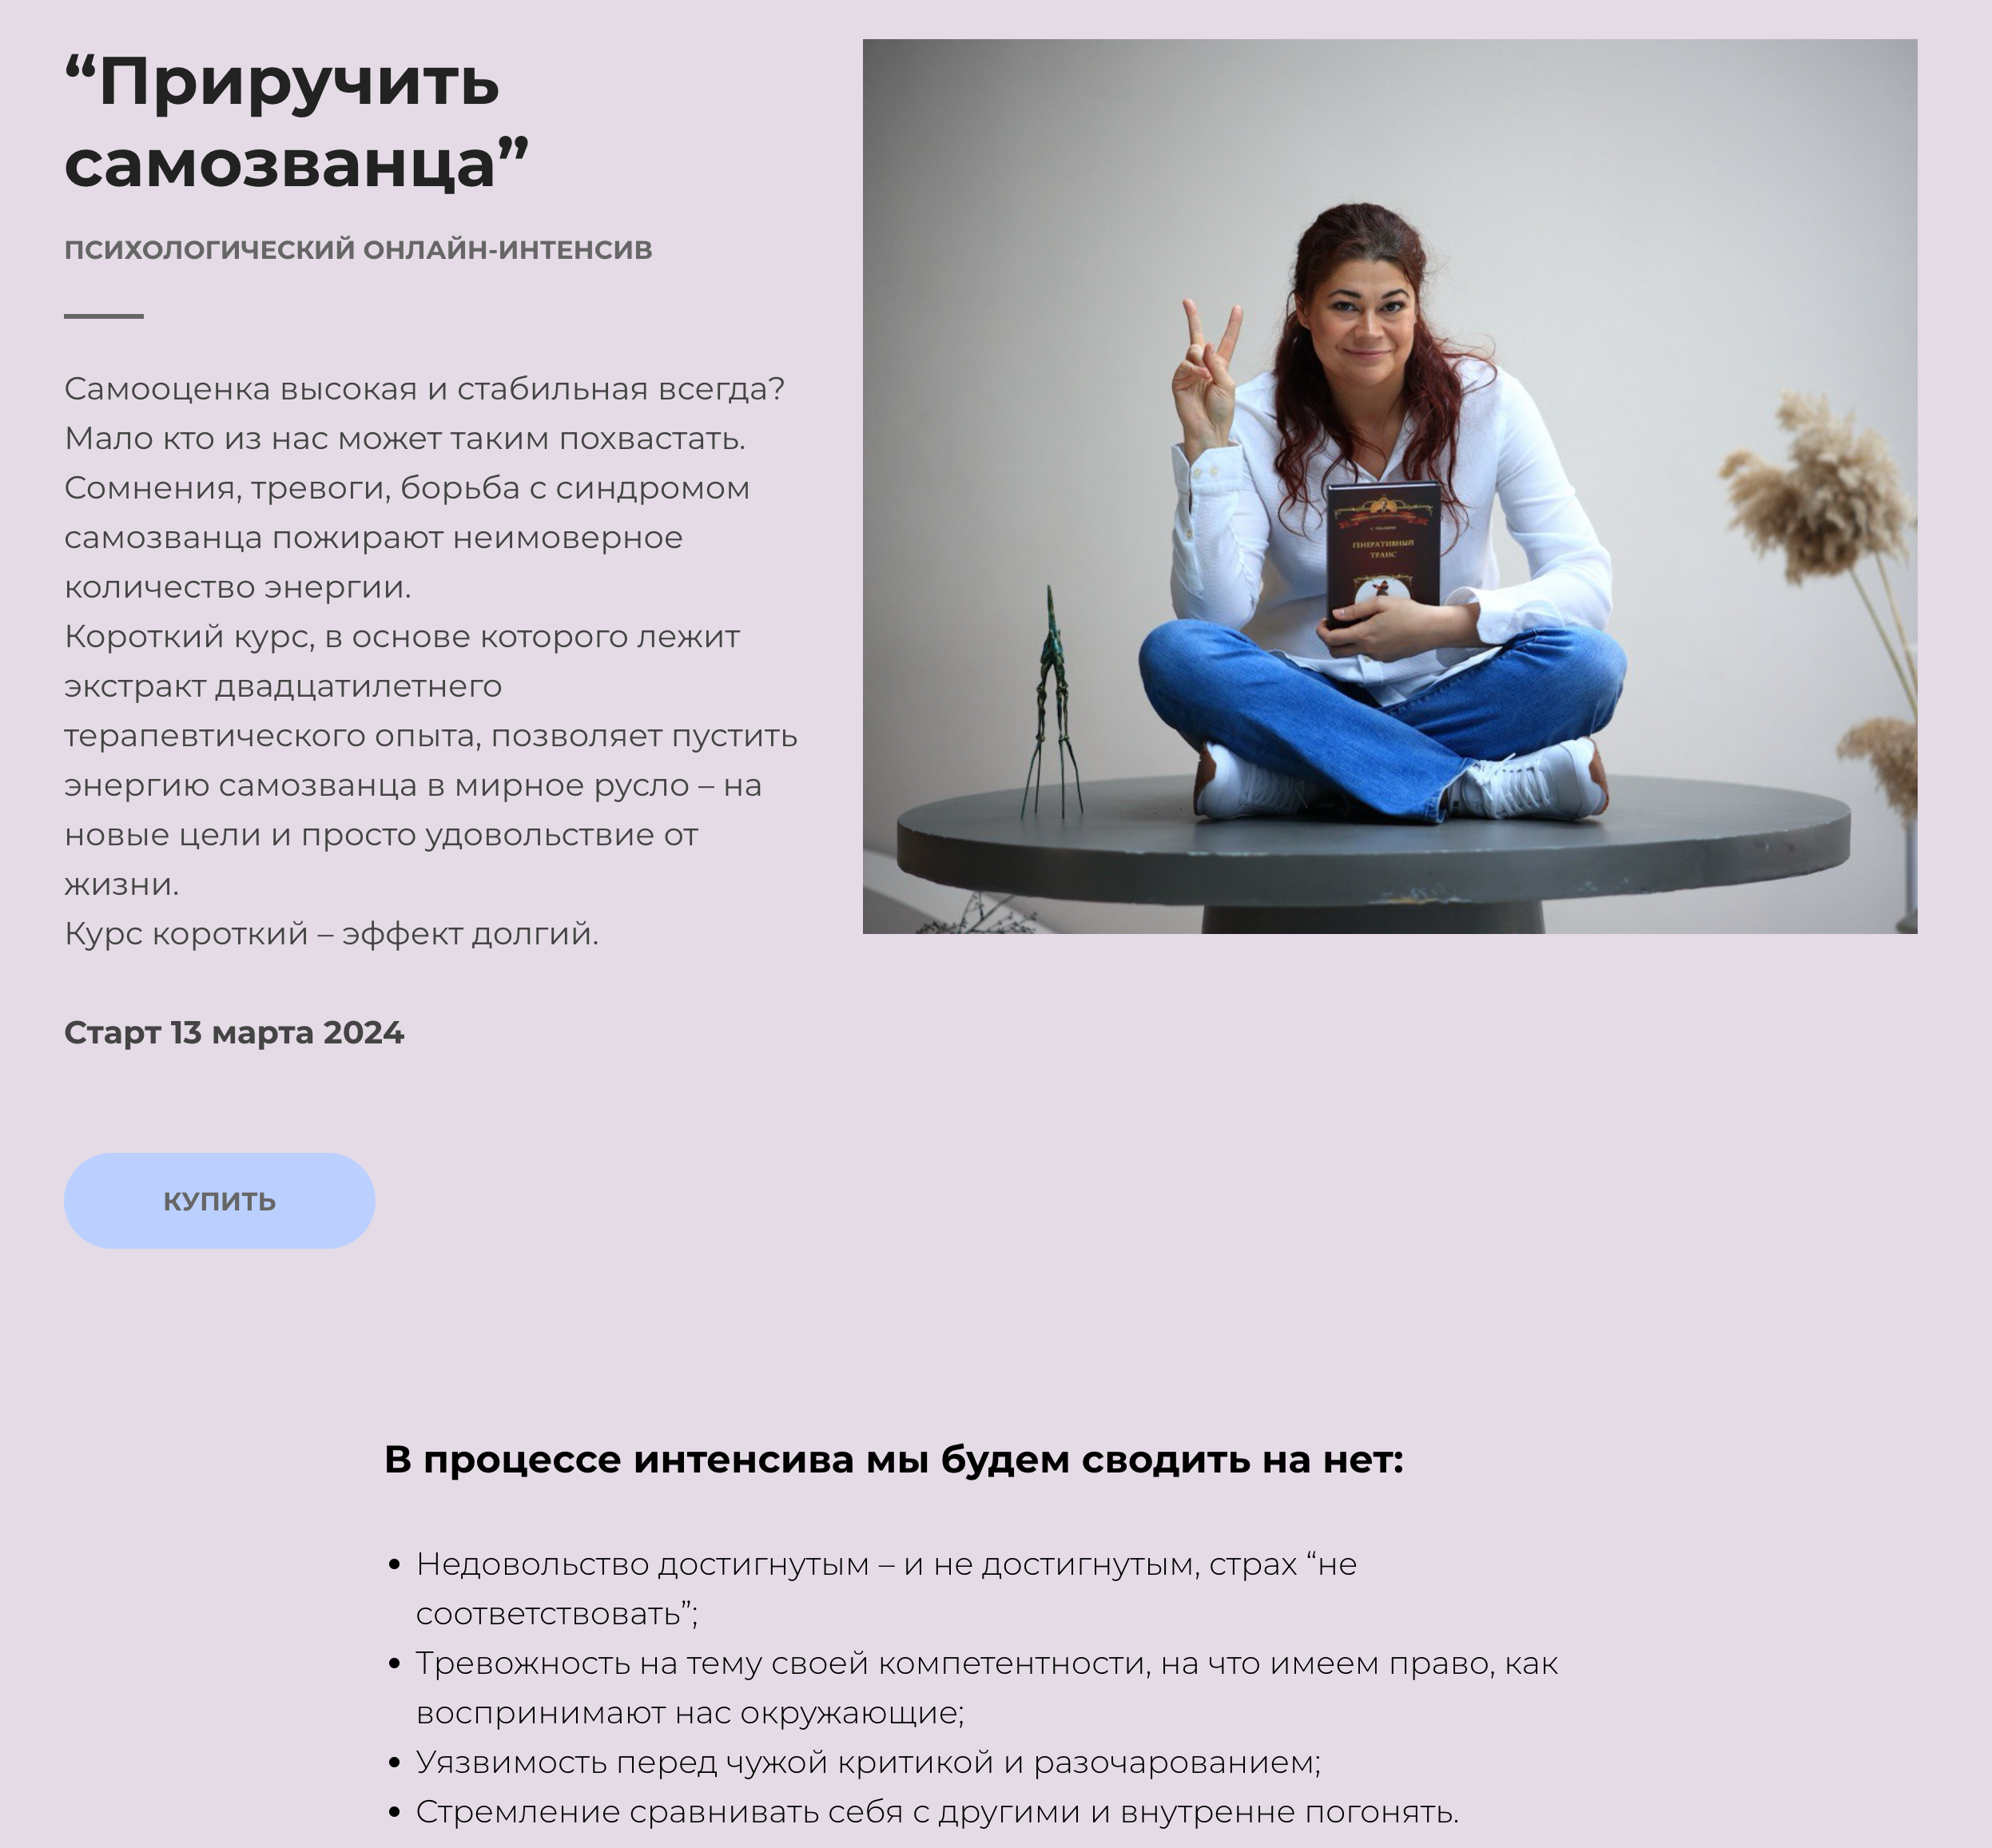 “Приручить
самозванца”
ПСИХОЛОГИЧЕСКИЙ ОНЛАЙН-ИНТЕНСИВ
Самооценка высокая и стабильная всегда?
Мало кто из нас может таким похвастать.
Сомнения, тревоги, борьба с синдромом
самозванца пожирают неимоверное
количество энергии.
Короткий курс, в основе которого лежит
экстракт двадцатилетнего
терапевтического опыта, позволяет пустить
энергию самозванца в мирное русло – на
новые цели и просто удовольствие от
жизни.
Курс короткий – эффект долгий.
Старт 13 марта 2024
КУПИТЬ
ГЕНЕРАТИВНЫЙ
ТРАНС
В процессе интенсива мы будем сводить на нет:
• Недовольство достигнутым – и не достигнутым, страх “не
соответствовать”;
• Тревожность на тему своей компетентности, на что имеем право, как
воспринимают нас окружающие;
• Уязвимость перед чужой критикой и разочарованием;
• Стремление сравнивать себя с другими и внутренне погонять.